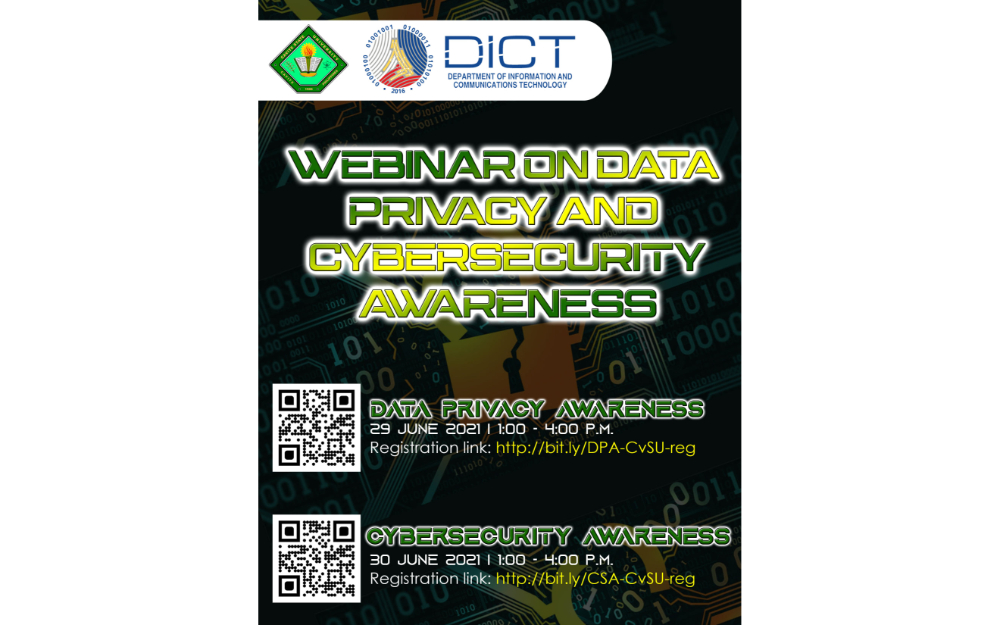 DICT
DEPARTMENT OF INFORMATION AND
COMMUNICATIONS TECHNOLOGY
2016
WEBINAR ON DATA
PRIVACY AND
CYBERSECURITY
AWARENESS
DATA PRIVACY AWARENESS
29 JUNE 2021 | 1:00 - 4:00 P.M.
Registration link: http://bit.ly/DPA-CvSU-reg
CYBERSECURITY AWARENESS
30 JUNE 2021 | 1:00 - 4:00 P.M.
Registration link: http://bit.ly/CSA-CvSU-reg